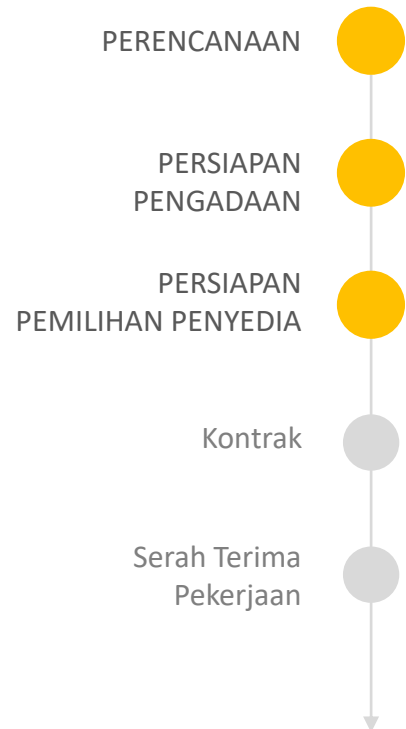 PERENCANAAN
PERSIAPAN
PENGADAAN
PERSIAPAN
PEMILIHAN PENYEDIA
Kontrak
Serah Terima
Pekerjaan